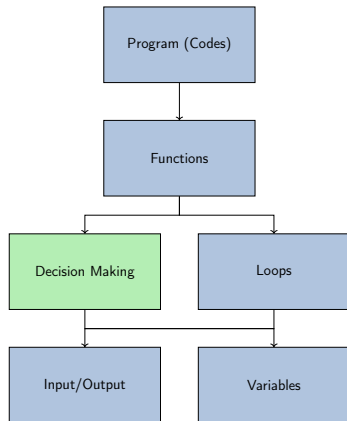 Program (Codes)
Functions
Decision Making
Loops
Input/Output
Variables